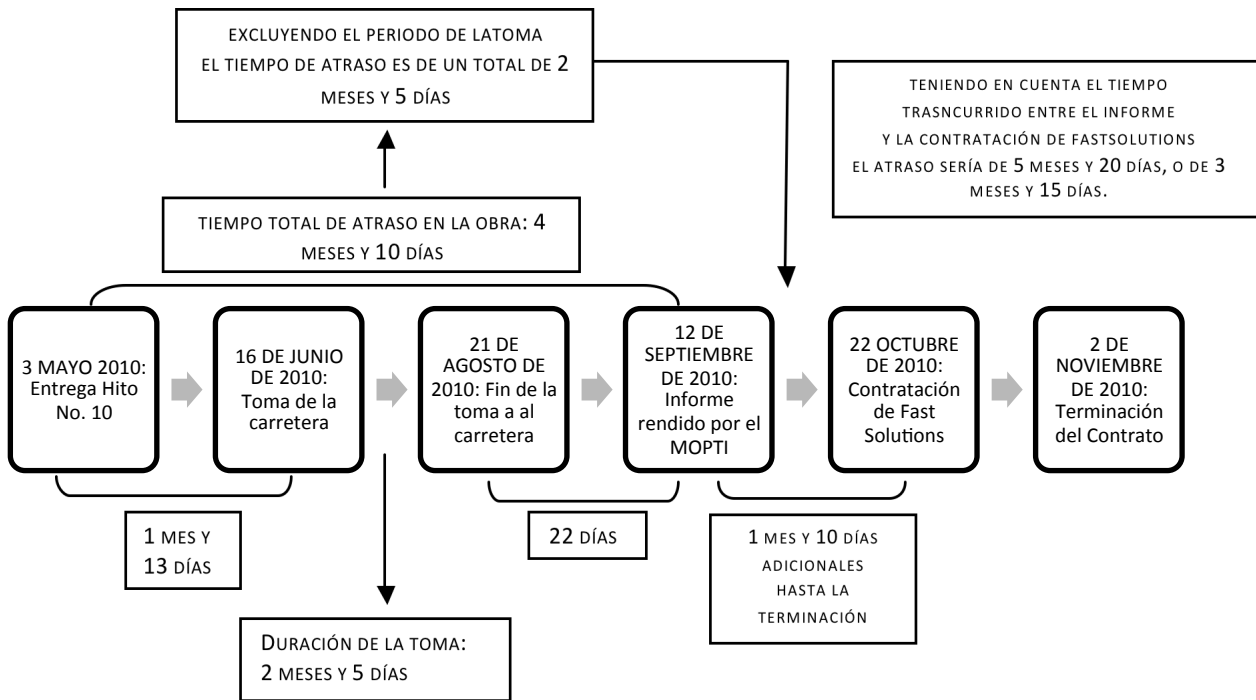 EXCLUYENDO EL PERIODO DE LATOMA
EL TIEMPO DE ATRASO ES DE UN TOTAL DE 2
MESES Y 5 DÍAS
TENIENDO EN CUENTA EL TIEMPO
TRASNCURRIDO ENTRE EL INFORME
Y LA CONTRATACIÓN DE FASTSOLUTIONS
EL ATRASO SERÍA DE 5 MESES Y 20 DÍAS, O DE 3
MESES Y 15 DÍAS.
TIEMPO TOTAL DE ATRASO EN LA OBRA: 4
MESES Y 10 DÍAS
3 MAYO 2010:
Entrega Hito
No. 10
16 DE JUNIO
DE 2010:
Toma de la
carretera
21 DE
AGOSTO DE
2010: Fin de la
toma a al
carretera
12 DE
SEPTIEMBRE
DE 2010:
Informe
rendido por el
MOPTI
22 OCTUBRE
DE 2010:
Contratación
de Fast
Solutions
2 DE
NOVIEMBRE
DE 2010:
Terminación
del Contrato
1 MES Y
13 DÍAS
22 DÍAS
1 MES Y 10 DÍAS
ADICIONALES
HASTA LA
TERMINACIÓN
DURACIÓN DE LA TOMA:
2 MESES Y 5 DÍAS